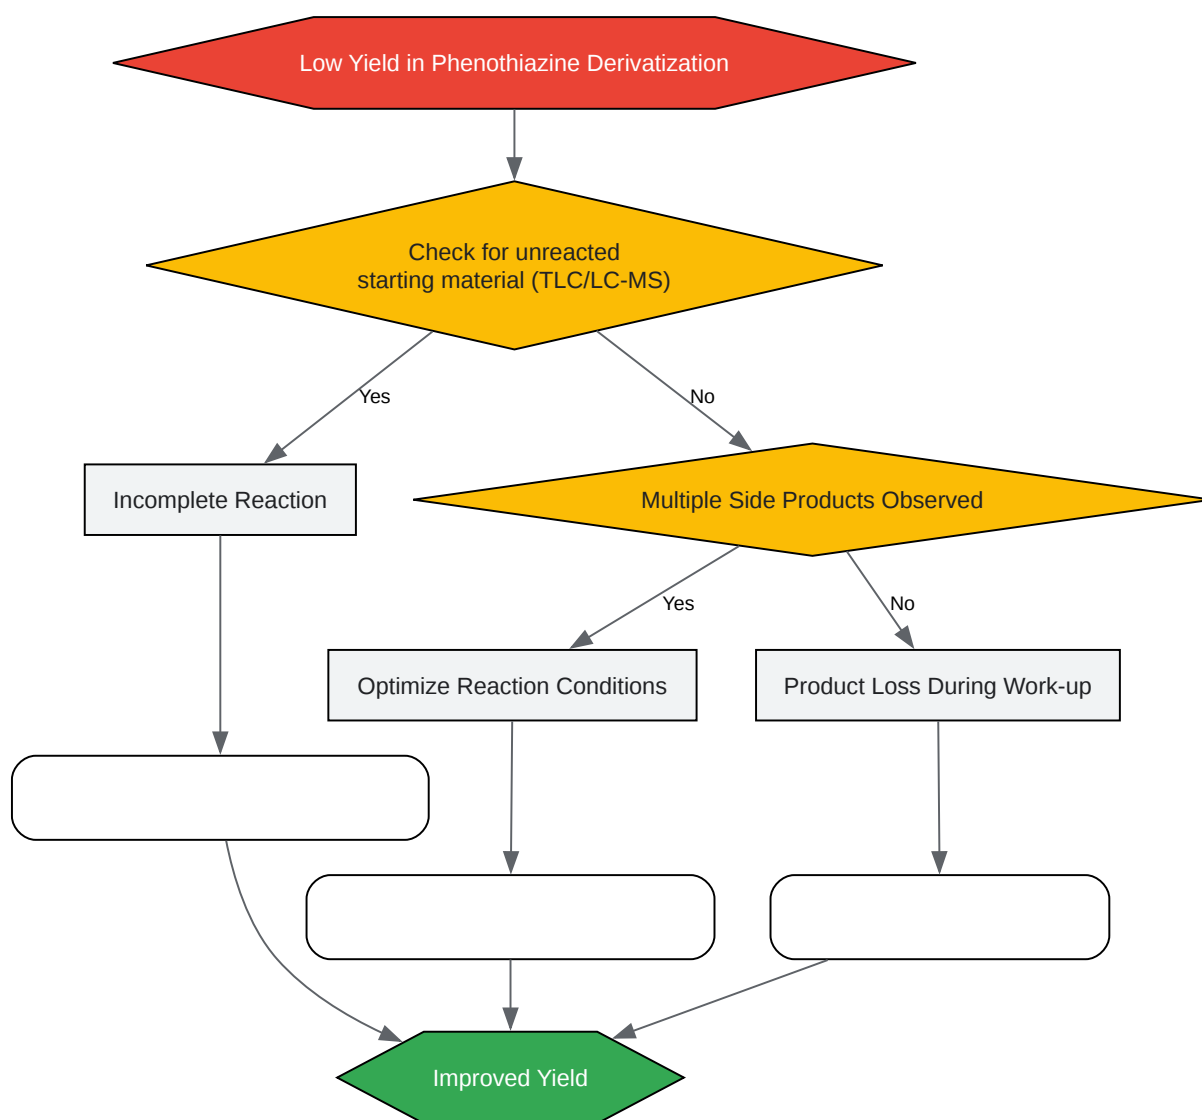 Low Yield in Phenothiazine Derivatization
Check for unreacted
starting material (TLC/LC-MS)
Yes
No
Incomplete Reaction
Multiple Side Products Observed
Yes
No
Optimize Reaction Conditions
Product Loss During Work-up
Improved Yield